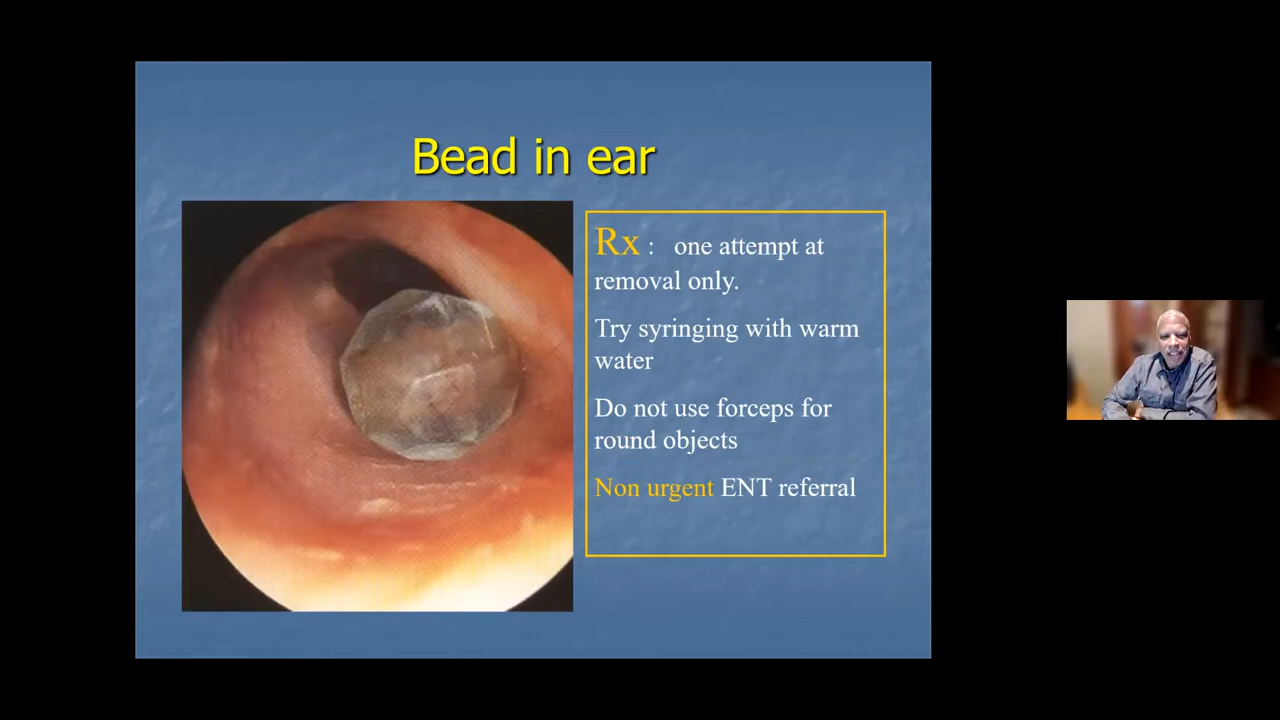 Bead in ear
Rx : one attempt at
removal only.
Try syringing with warm
water
Do not use forceps for
round objects
Non urgent ENT referral